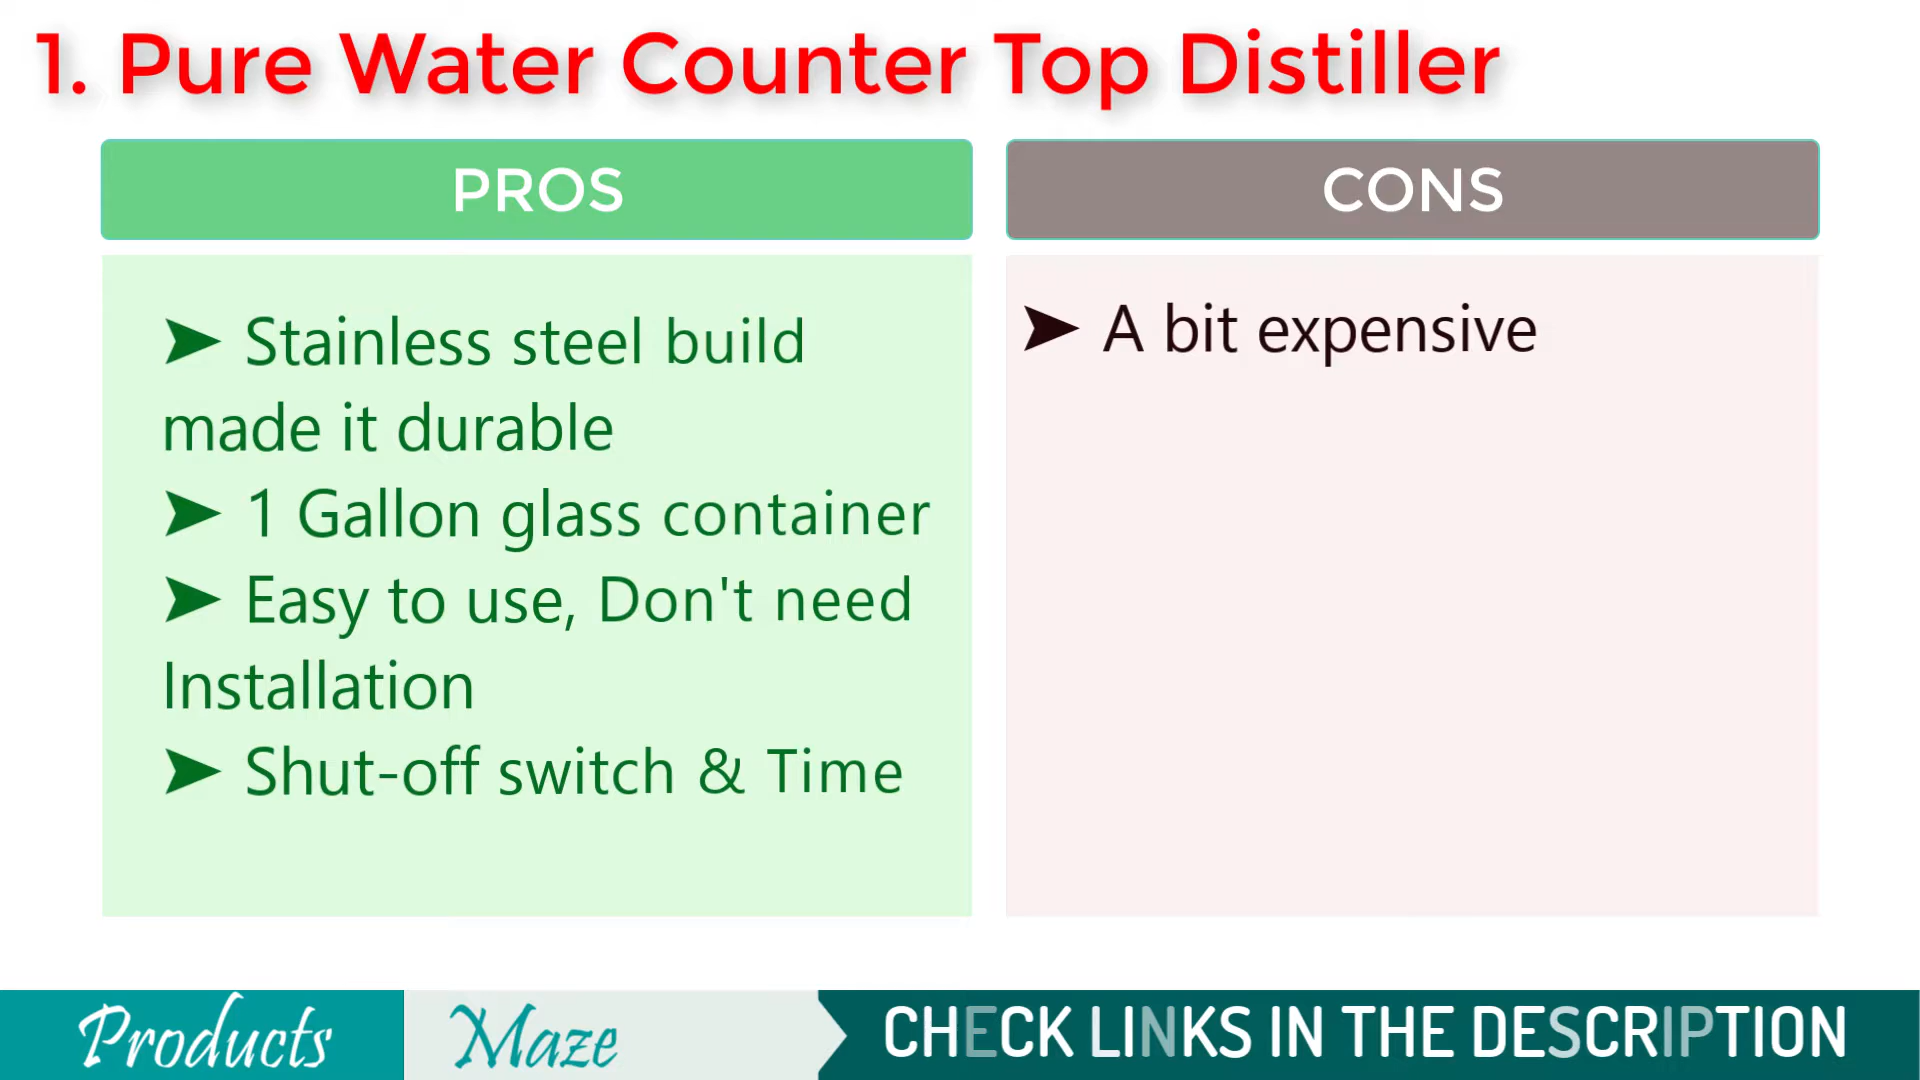 1. Pure Water Counter Top Distiller
PROS
CONS
➤ Stainless steel build
made it durable
➤ 1 Gallon glass container
➤ Easy to use, Don't need
Installation
➤ Shut-off switch & Time
➤ A bit expensive
Products Maze
CHECK LINKS IN THE DESCRIPTION